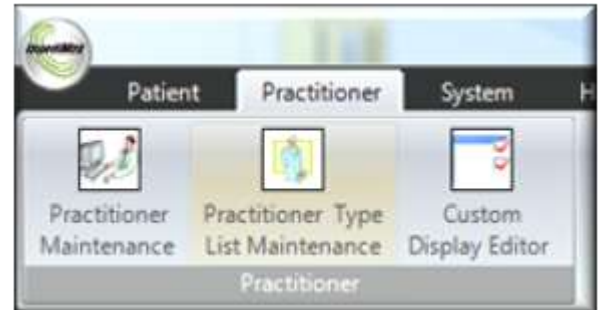 Patient Practitioner System H
Practitioner Practitioner Type Custom
Maintenance List Maintenance Display Editor
Practitioner